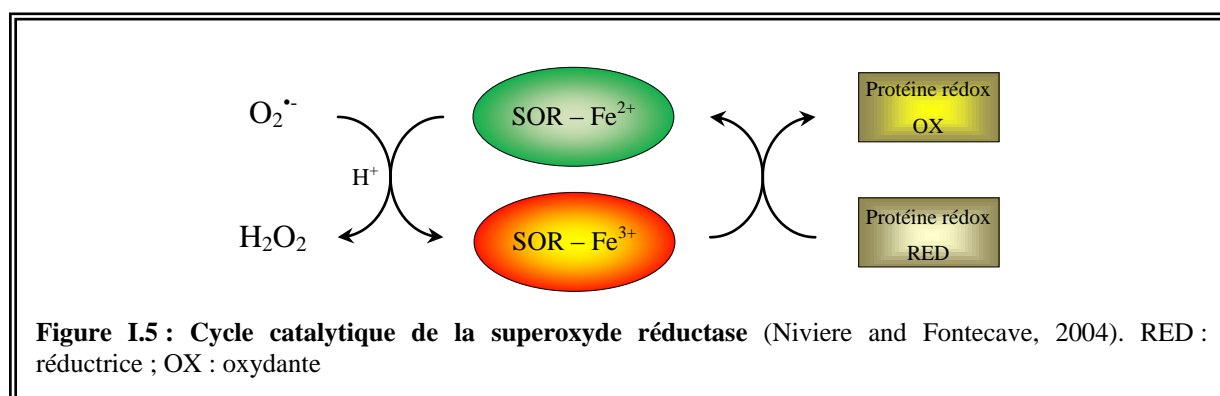 O₂•- SOR – Fe²⁺ Protéine rédox
OX
H⁺
H₂O₂ SOR – Fe³⁺ Protéine rédox
RED
Figure I.5 : Cycle catalytique de la superoxyde réductase (Niviere and Fontecave, 2004). RED :
réductrice ; OX : oxydante